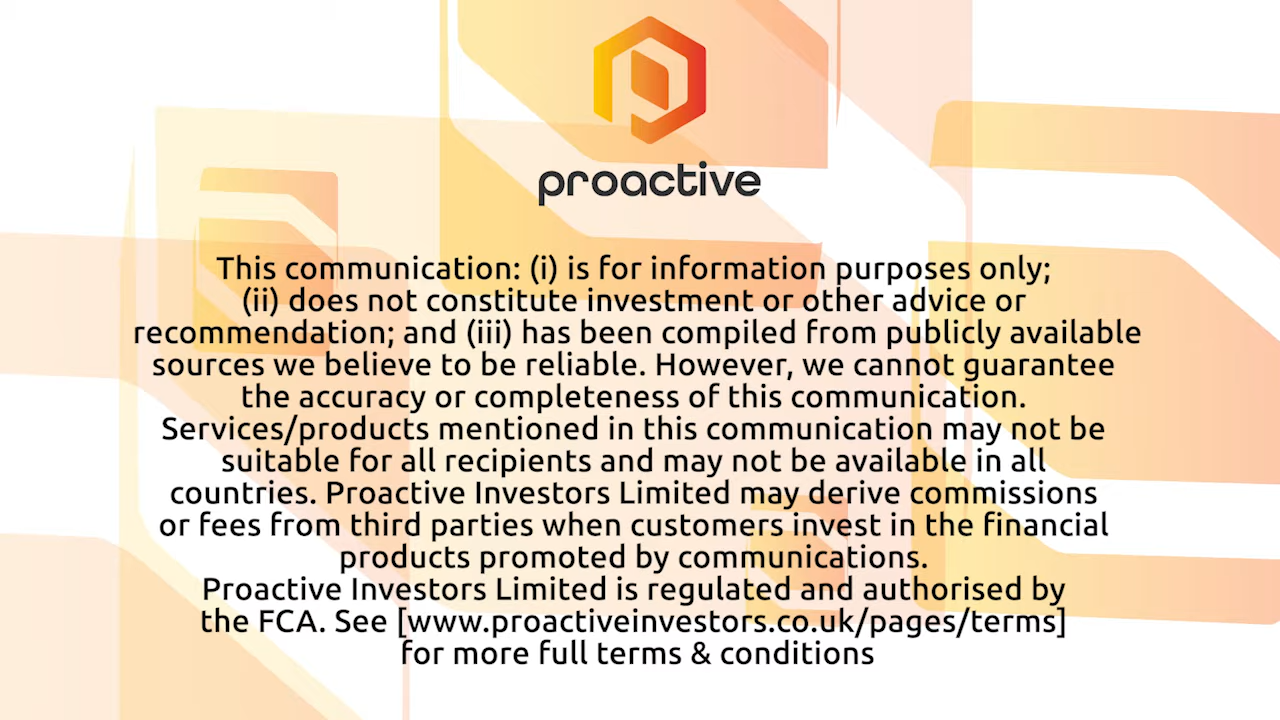 proactive
This communication: (i) is for information purposes only;
(ii) does not constitute investment or other advice or
recommendation; and (iii) has been compiled from publicly available
sources we believe to be reliable. However, we cannot guarantee
the accuracy or completeness of this communication.
Services/products mentioned in this communication may not be
suitable for all recipients and may not be available in all
countries. Proactive Investors Limited may derive commissions
or fees from third parties when customers invest in the financial
products promoted by communications.
Proactive Investors Limited is regulated and authorised by
the FCA. See [www.proactiveinvestors.co.uk/pages/terms]
for more full terms & conditions